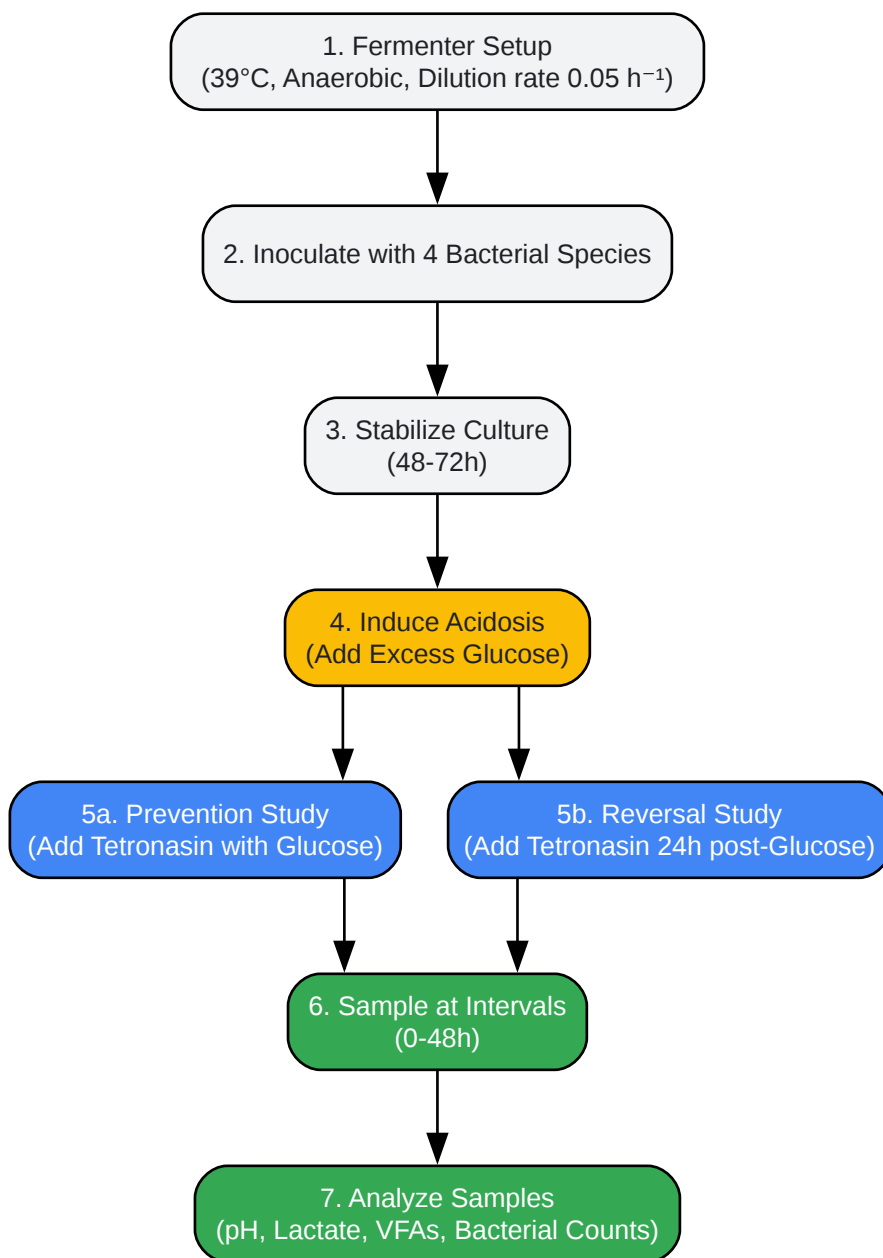 1. Fermenter Setup
(39°C, Anaerobic, Dilution rate 0.05 h⁻¹)
2. Inoculate with 4 Bacterial Species
3. Stabilize Culture
(48-72h)
4. Induce Acidosis
(Add Excess Glucose)
5a. Prevention Study
(Add Tetronasin with Glucose)
5b. Reversal Study
(Add Tetronasin 24h post-Glucose)
6. Sample at Intervals
(0-48h)
7. Analyze Samples
(pH, Lactate, VFAs, Bacterial Counts)